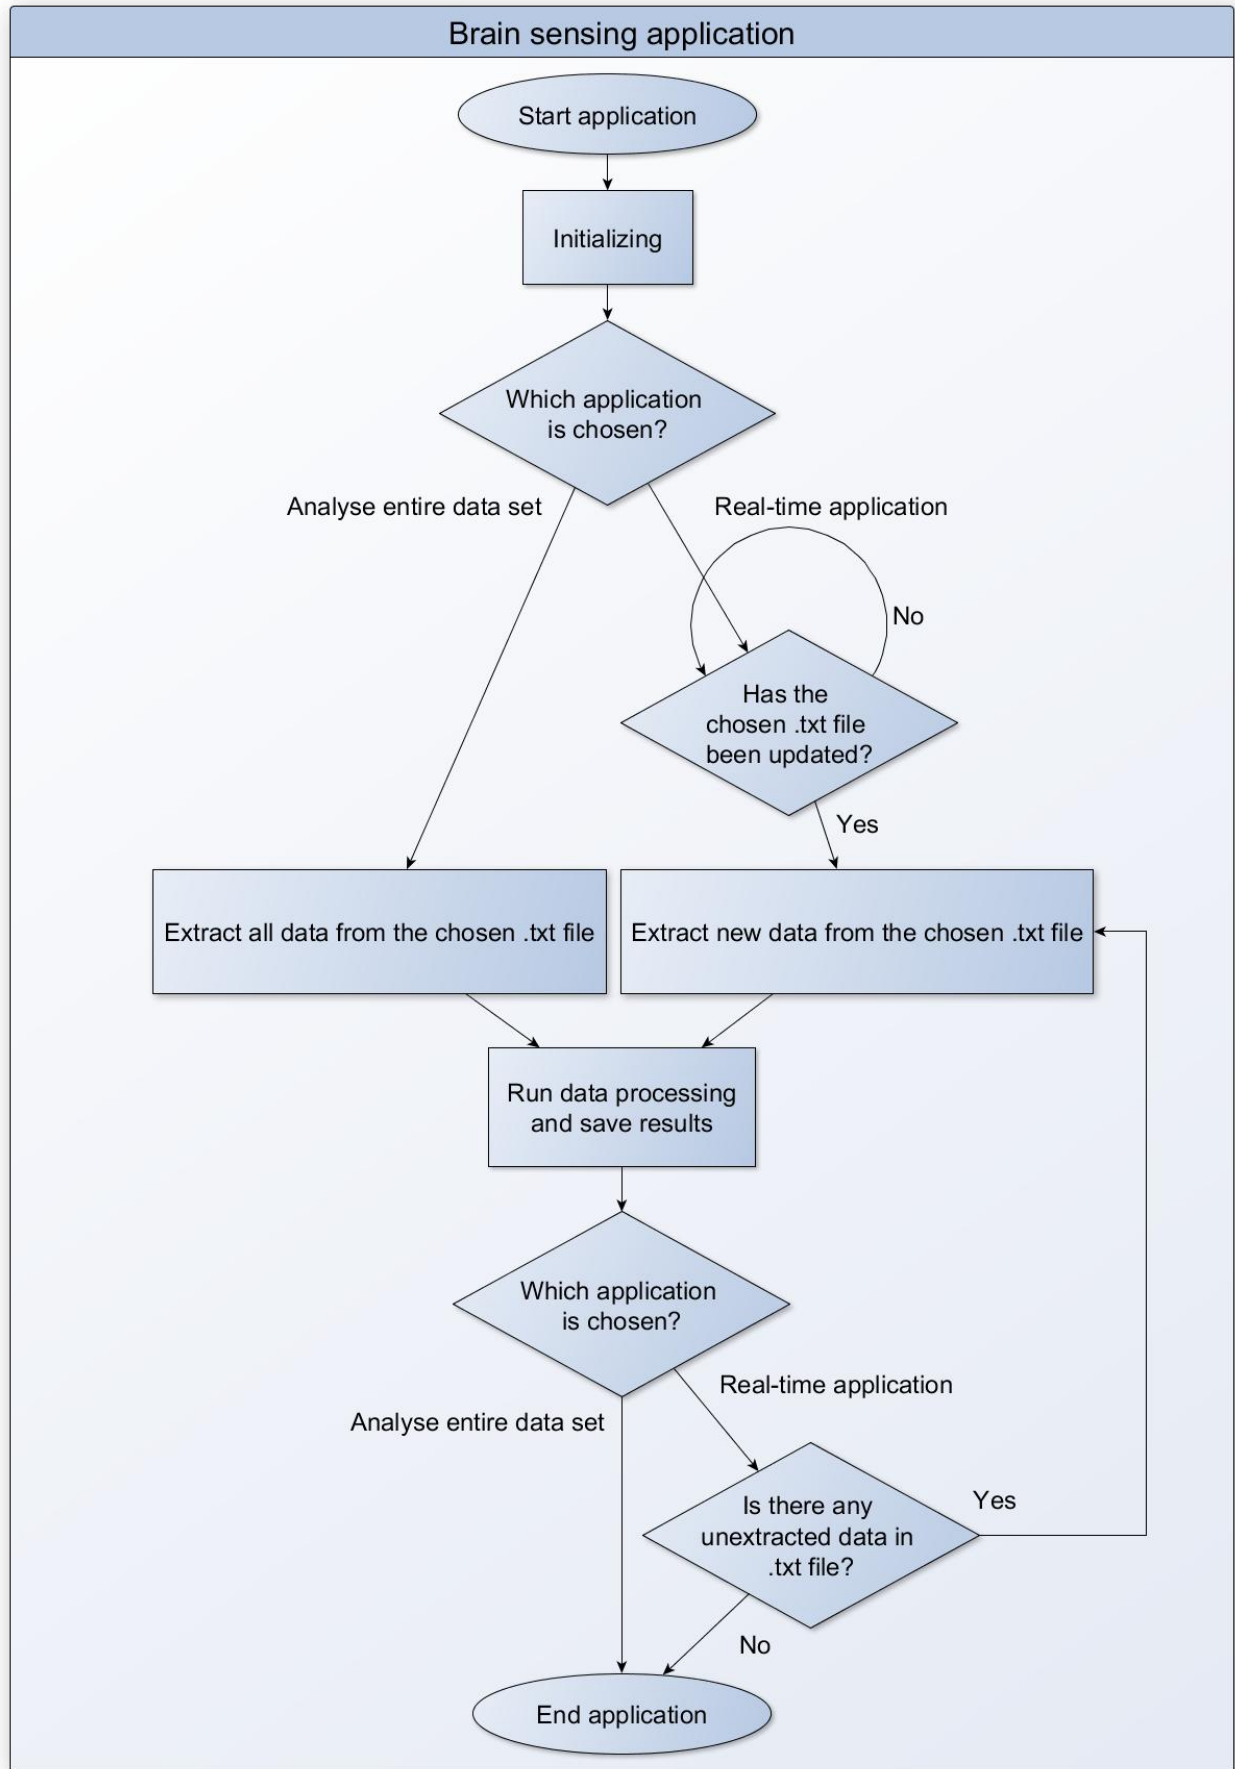 Brain sensing application
Start application
Initializing
Which application
is chosen?
Analyse entire data set
Real-time application
No
Has the
chosen .txt file
been updated?
Yes
Extract all data from the chosen .txt file
Extract new data from the chosen .txt file
Run data processing
and save results
Which application
is chosen?
Real-time application
Analyse entire data set
Is there any
unextracted data in
.txt file?
Yes
No
End application